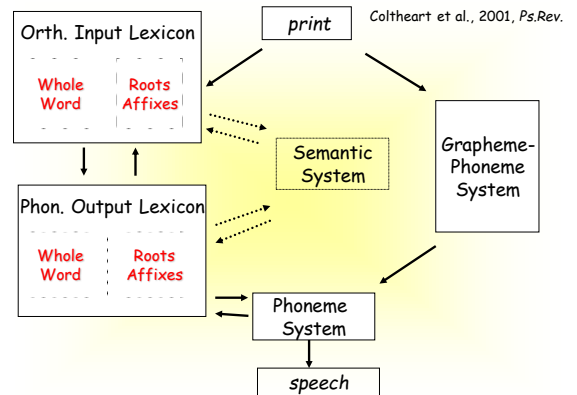 Coltheart et al., 2001, Ps.Rev.
print
Orth. Input Lexicon
Whole
Word
Roots
Affixes
Semantic
System
Grapheme-
Phoneme
System
Phon. Output Lexicon
Whole
Word
Roots
Affixes
Phoneme
System
speech